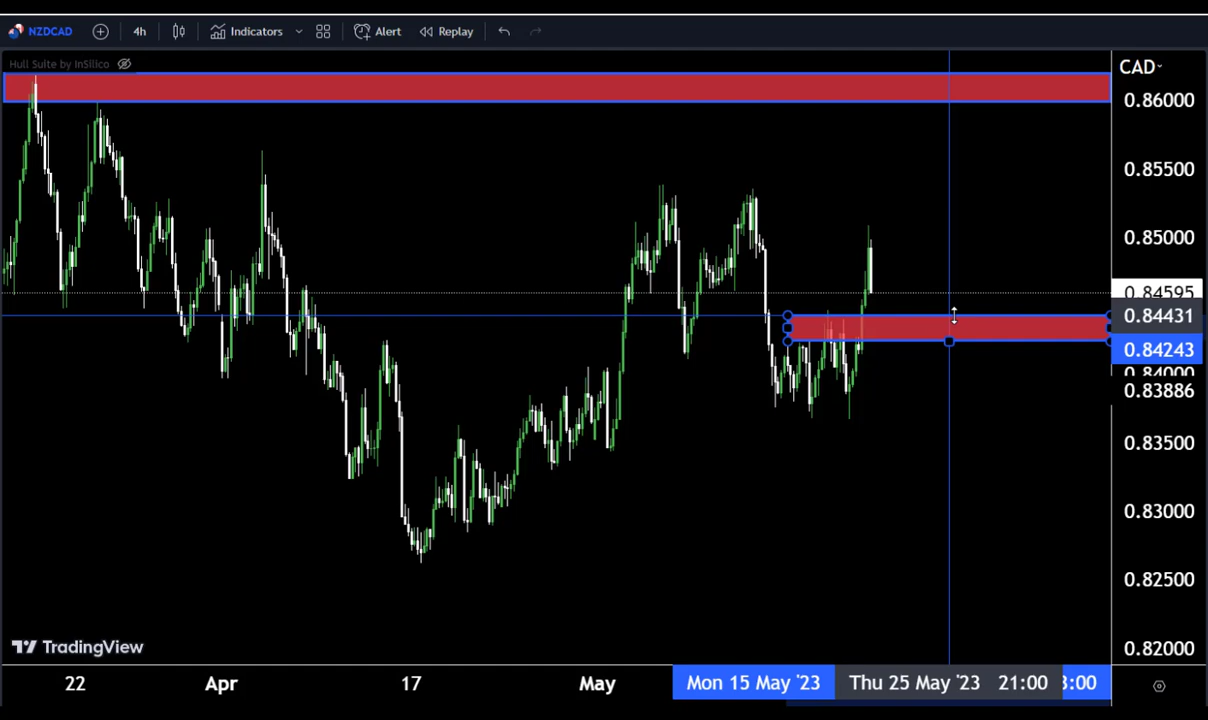 NZDCAD 4h Indicators Alert Replay
Hull Suite by InSilico
CAD
0.86000
0.85500
0.85000
0.84595
0.84431
0.84243
0.84000
0.83886
0.83500
0.83000
0.82500
0.82000
TradingView
22 Apr 17 May Mon 15 May '23 Thu 25 May '23 21:00 3:00